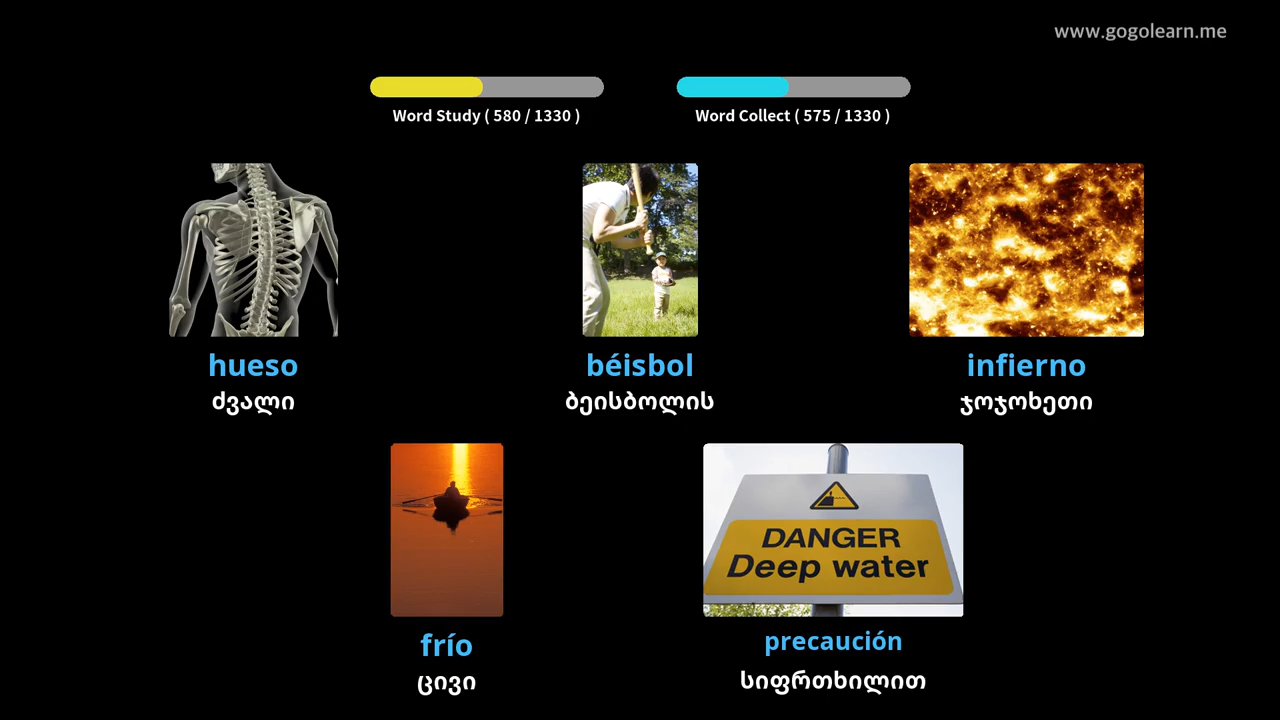 www.gogolearn.me
Word Study ( 580 / 1330 )
Word Collect ( 575 / 1330 )
hueso
ძვალი
béisbol
ბეისბოლის
infierno
ჯოჯოხეთი
DANGER
Deep water
frío
ცივი
precaución
სიფრთხილით